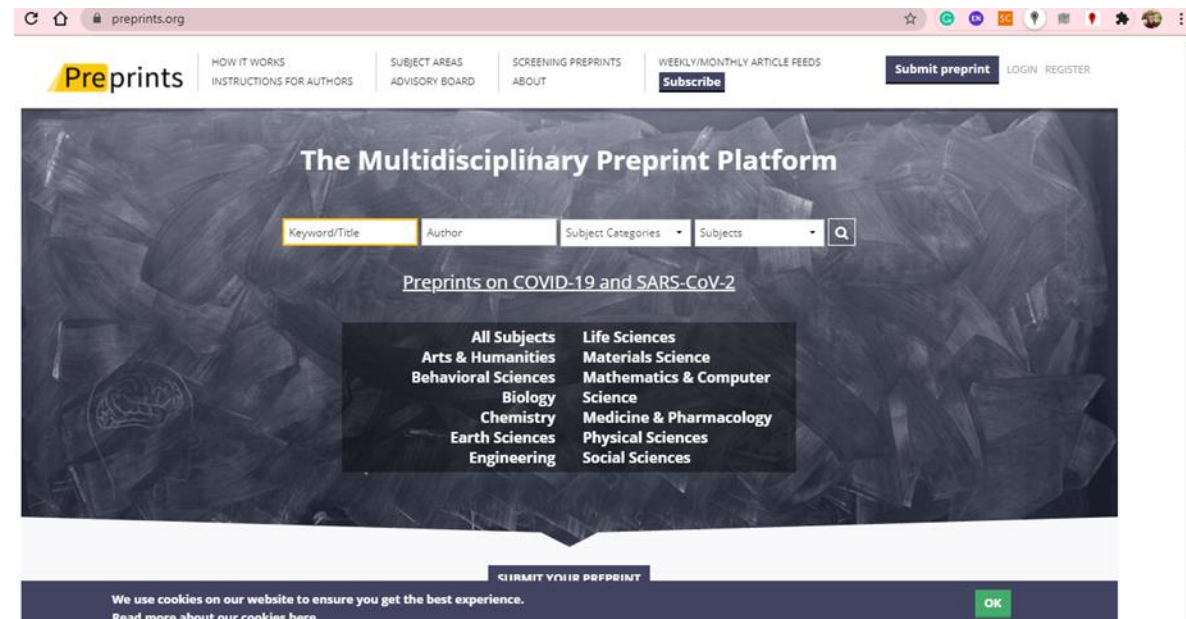 preprints.org
Preprints
HOW IT WORKS
INSTRUCTIONS FOR AUTHORS
SUBJECT AREAS
ADVISORY BOARD
SCREENING PREPRINTS
ABOUT
WEEKLY/MONTHLY ARTICLE FEEDS
Subscribe
Submit preprint LOGIN REGISTER
The Multidisciplinary Preprint Platform
Keyword/Title Author Subject Categories Subjects
Preprints on COVID-19 and SARS-CoV-2
All Subjects
Arts & Humanities
Behavioral Sciences
Biology
Chemistry
Earth Sciences
Engineering
Life Sciences
Materials Science
Mathematics & Computer
Science
Medicine & Pharmacology
Physical Sciences
Social Sciences
SUBMIT YOUR PREPRINT
We use cookies on our website to ensure you get the best experience.
Read more about our cookies here
OK